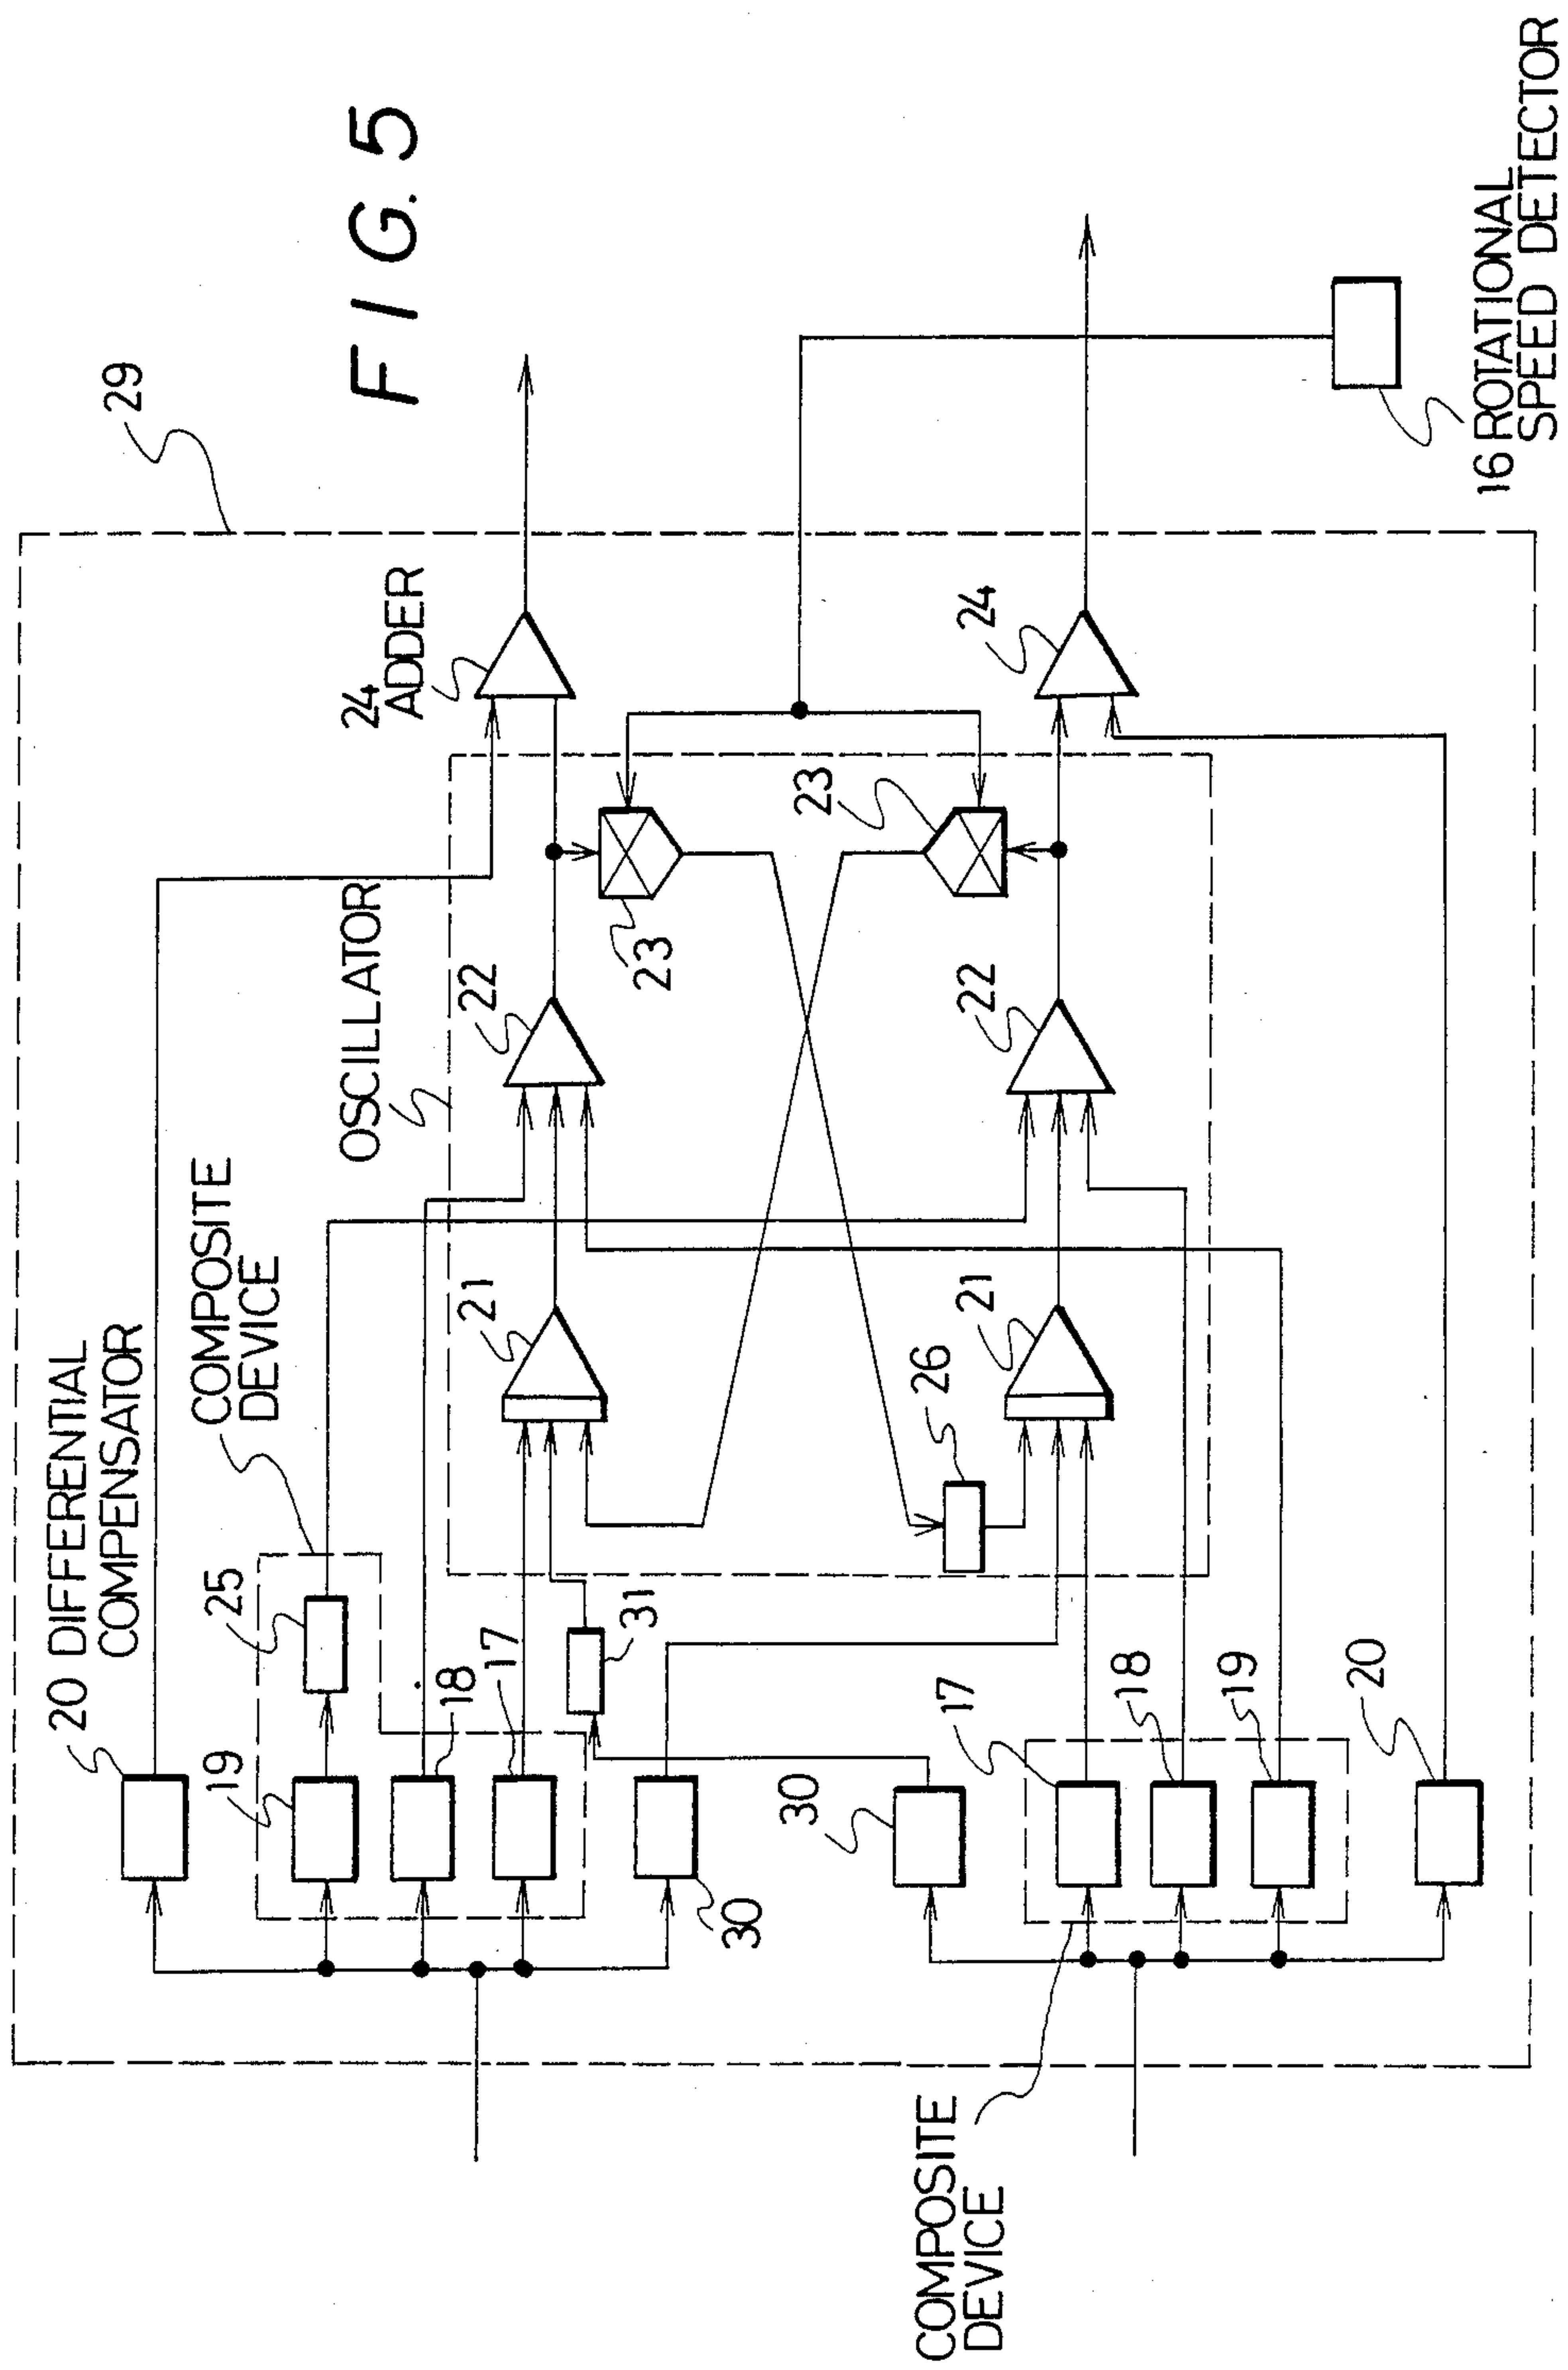 FIG. 5
29
20 DIFFERENTIAL
COMPENSATOR
COMPOSITE
DEVICE
OSCILLATOR
24
ADDER
25
19
18
17
31
30
21
22
23
23
24
22
21
26
30
17
18
19
20
16 ROTATIONAL
SPEED DETECTOR
COMPOSITE
DEVICE